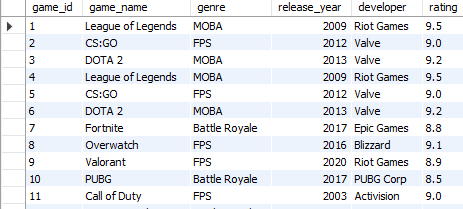 game_id game_name genre release_year developer rating
1 League of Legends MOBA 2009 Riot Games 9.5
2 CS:GO FPS 2012 Valve 9.0
3 DOTA 2 MOBA 2013 Valve 9.2
4 League of Legends MOBA 2009 Riot Games 9.5
5 CS:GO FPS 2012 Valve 9.0
6 DOTA 2 MOBA 2013 Valve 9.2
7 Fortnite Battle Royale 2017 Epic Games 8.8
8 Overwatch FPS 2016 Blizzard 9.1
9 Valorant FPS 2020 Riot Games 8.9
10 PUBG Battle Royale 2017 PUBG Corp 8.5
11 Call of Duty FPS 2003 Activision 9.0